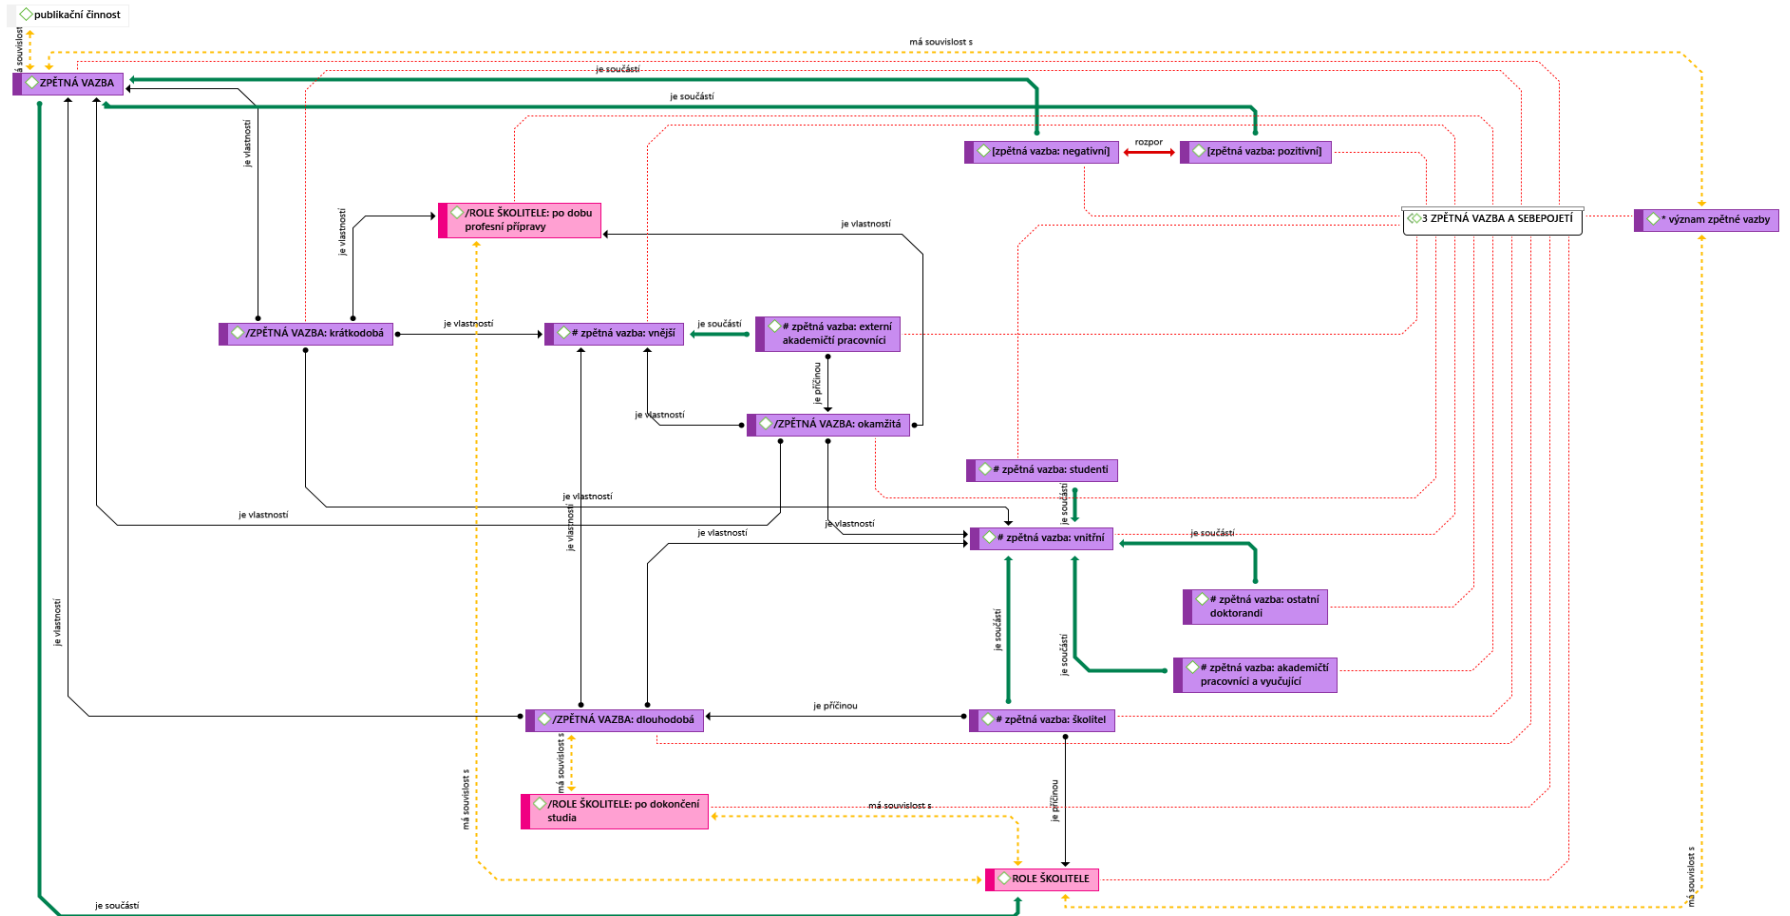 publikační činnost
má souvislost s
má souvislost s
ZPĚTNÁ VAZBA
je součástí
je součástí
je vlastností
rozpor
[zpětná vazba: negativní]
[zpětná vazba: pozitivní]
/ROLE ŠKOLITELE: po dobu
profesní přípravy
je vlastností
je vlastností
3 ZPĚTNÁ VAZBA A SEBEPOJETÍ
* význam zpětné vazby
/ZPĚTNÁ VAZBA: krátkodobá
je vlastností
# zpětná vazba: vnější
je součástí
# zpětná vazba: externí
akademičtí pracovníci
je příčinou
je vlastností
/ZPĚTNÁ VAZBA: okamžitá
# zpětná vazba: studenti
je součástí
je vlastností
je vlastností
je vlastností
je vlastností
je vlastností
# zpětná vazba: vnitřní
je součástí
# zpětná vazba: ostatní
doktorandi
je vlastností
je součástí
je součástí
# zpětná vazba: akademičtí
pracovníci a vyučující
/ZPĚTNÁ VAZBA: dlouhodobá
je příčinou
# zpětná vazba: školitel
má souvislost s
má souvislost s
/ROLE ŠKOLITELE: po dokončení
studia
má souvislost s
je příčinou
ROLE ŠKOLITELE
má souvislost s
je součástí